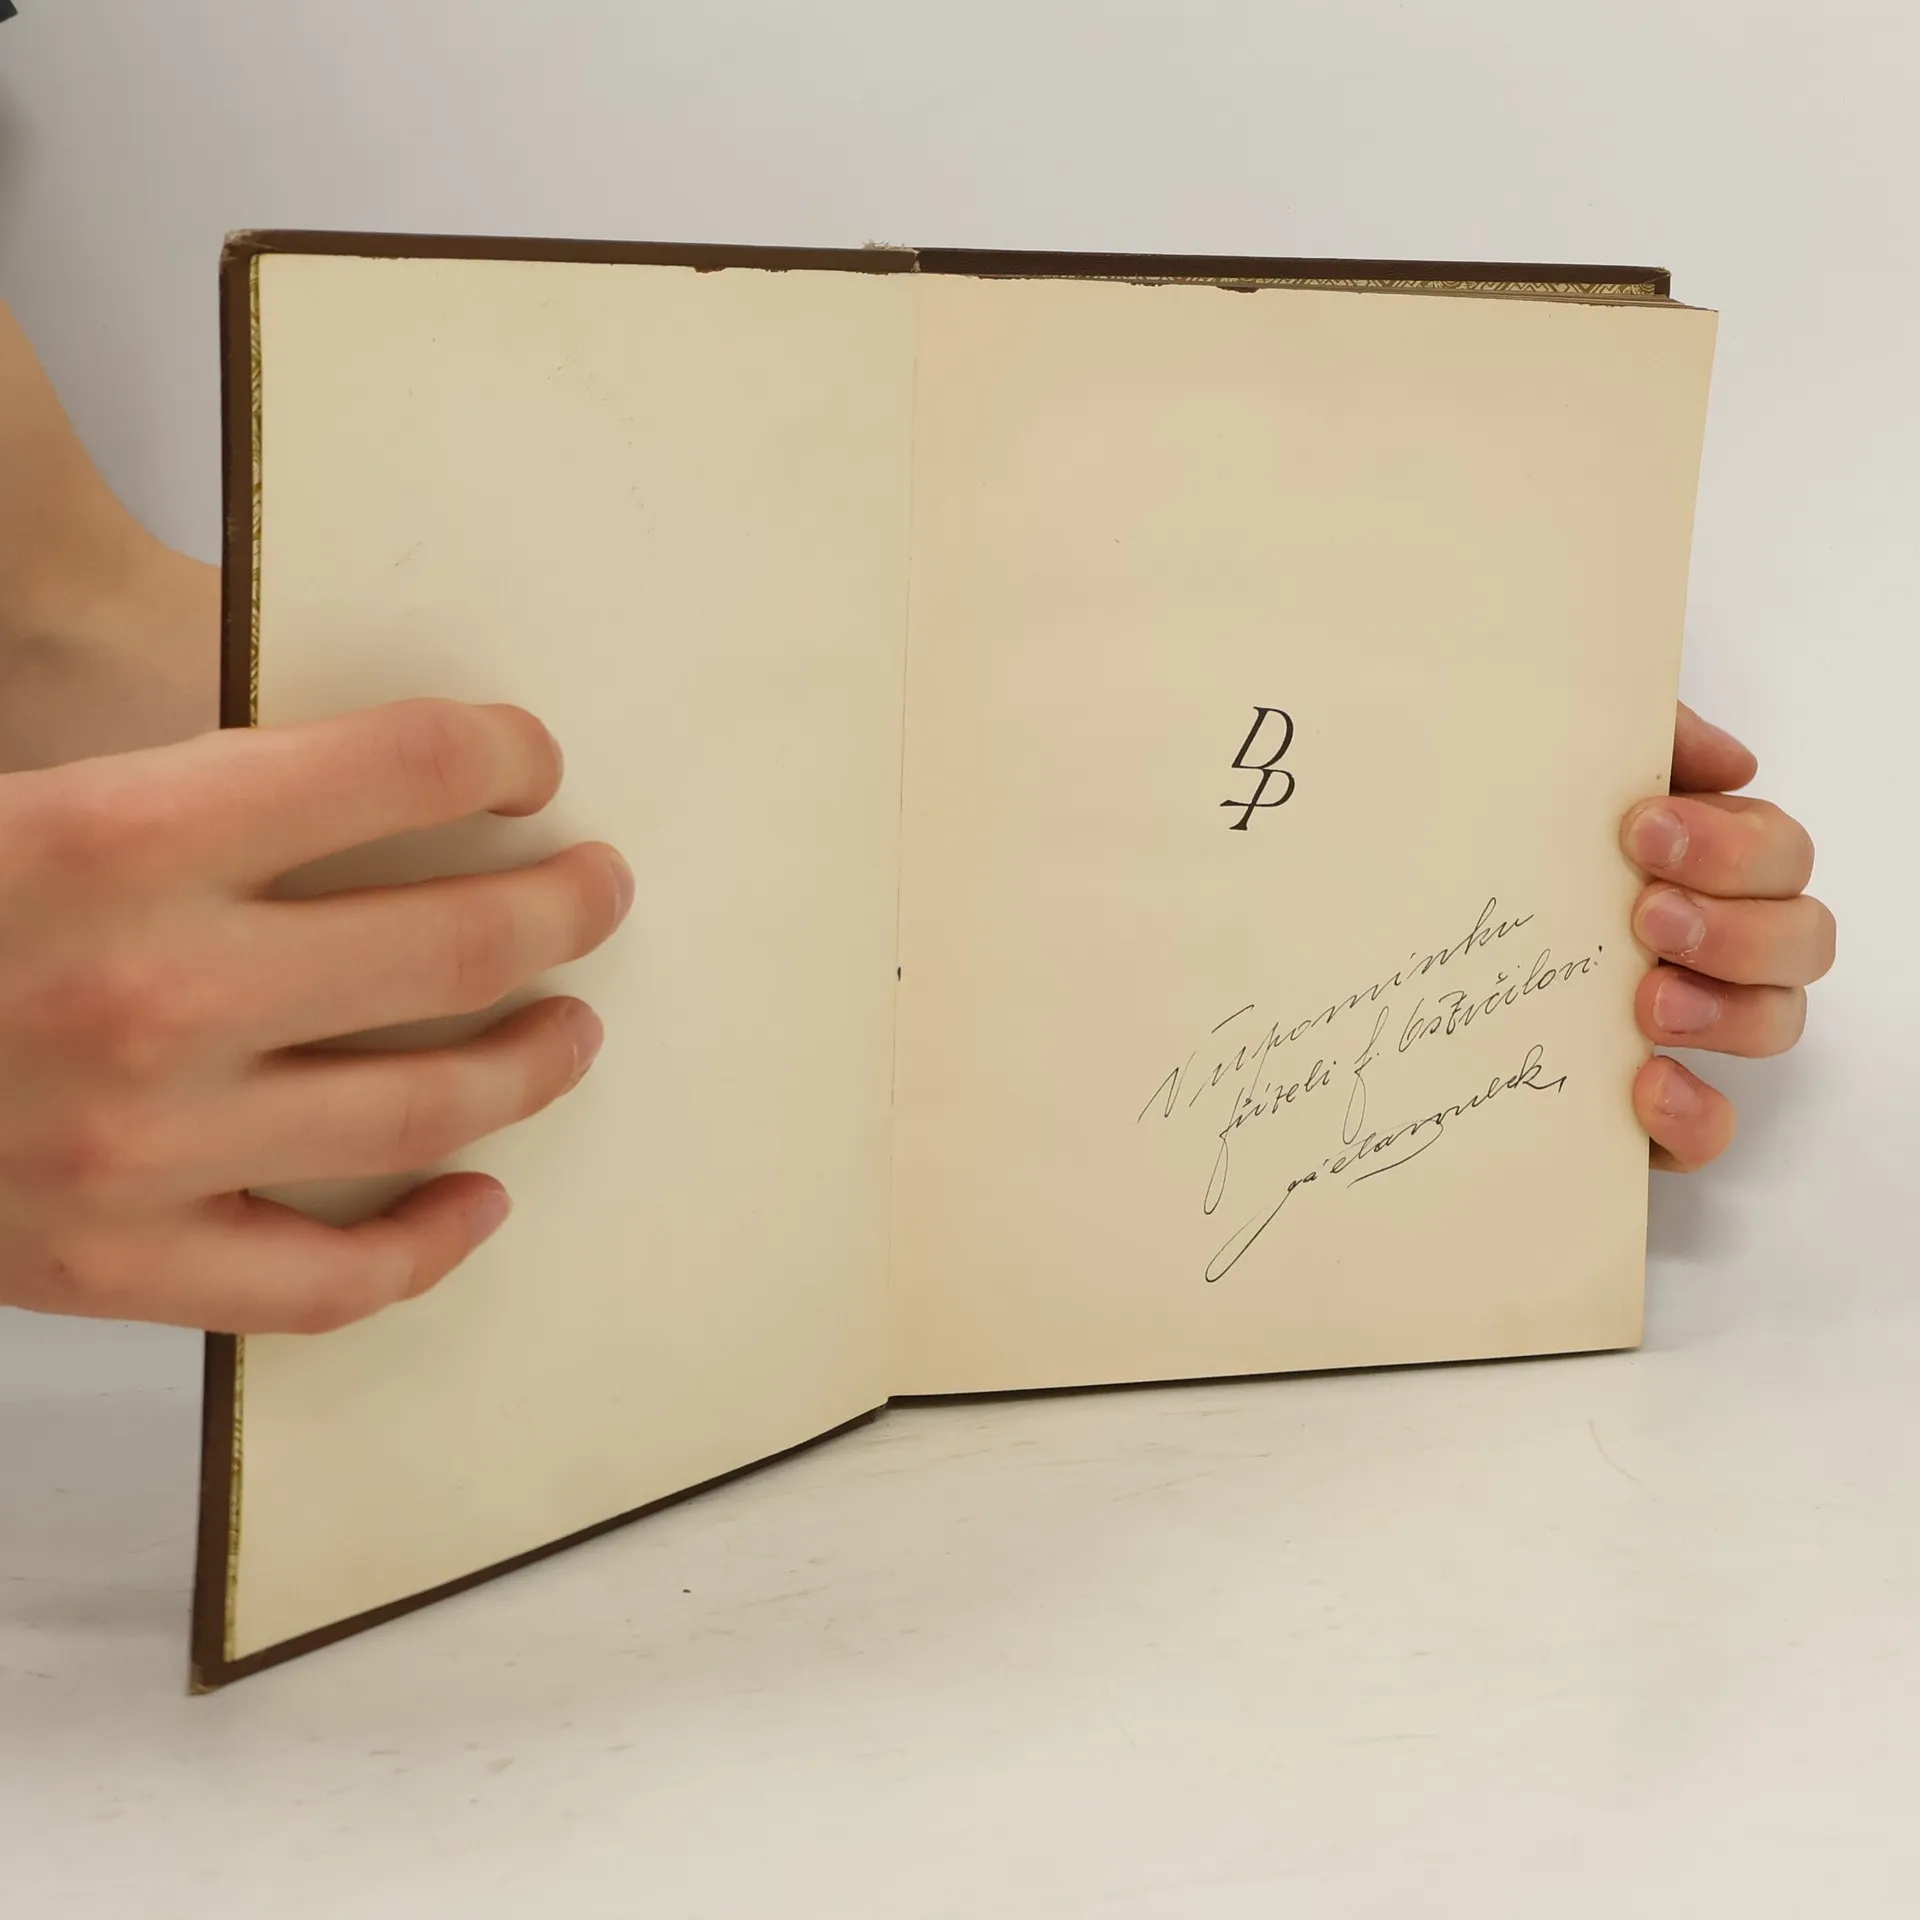 DP
V upomínku
příteli J. Ostrčilovi